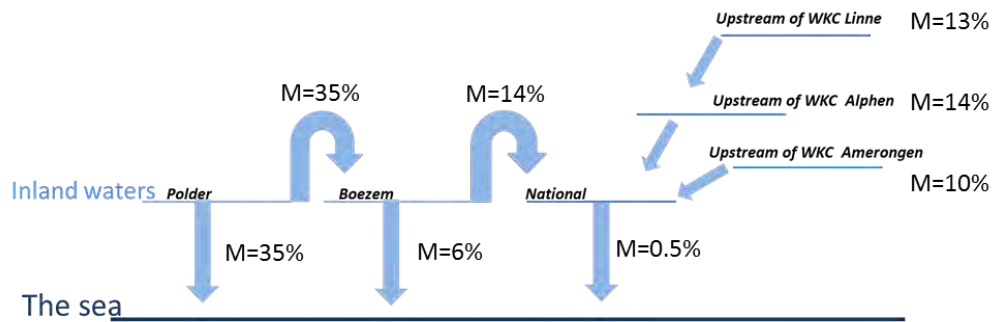 Upstream of WKC Linne M=13%
M=35% M=14% Upstream of WKC Alphen M=14%
Upstream of WKC Amerongen
M=10%
Inland waters Polder Boezem National
M=35% M=6% M=0.5%
The sea